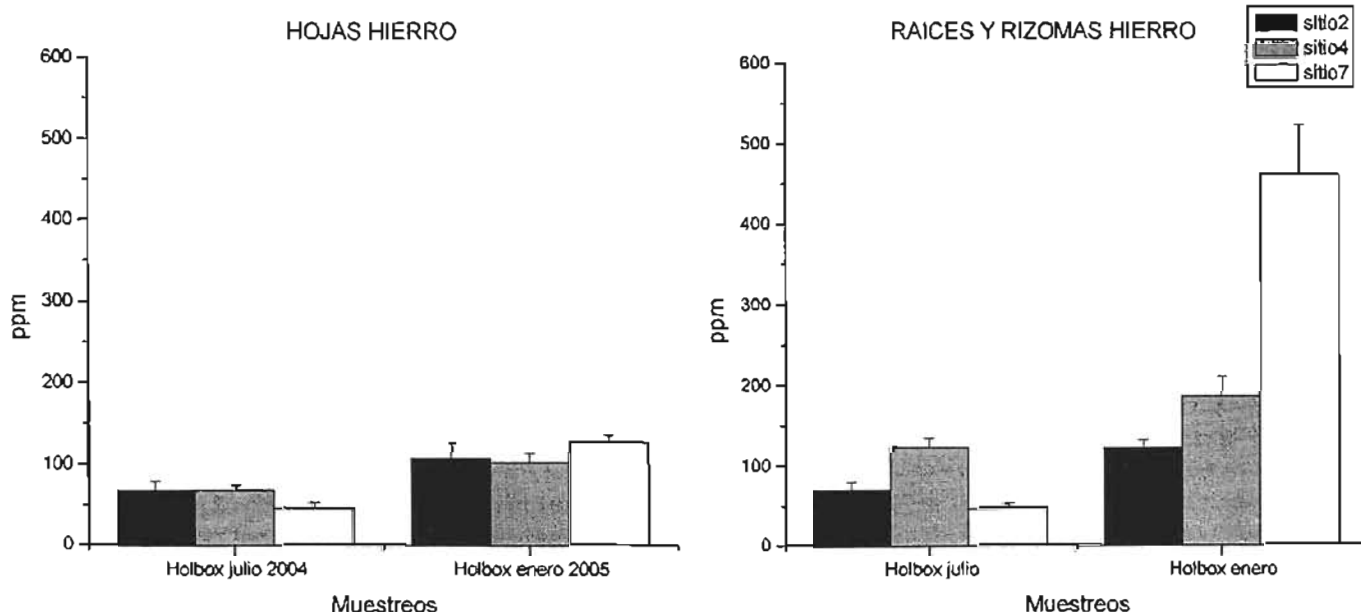 HOJAS HIERRO
600
500
400
300
200
100
0
ppm
Holbox julio 2004
Holbox enero 2005
Muestreos
RAICES Y RIZOMAS HIERRO
sitio2
sitio4
sitio7
600
500
400
300
200
100
0
ppm
Holbox julio
Holbox enero
Muestreos